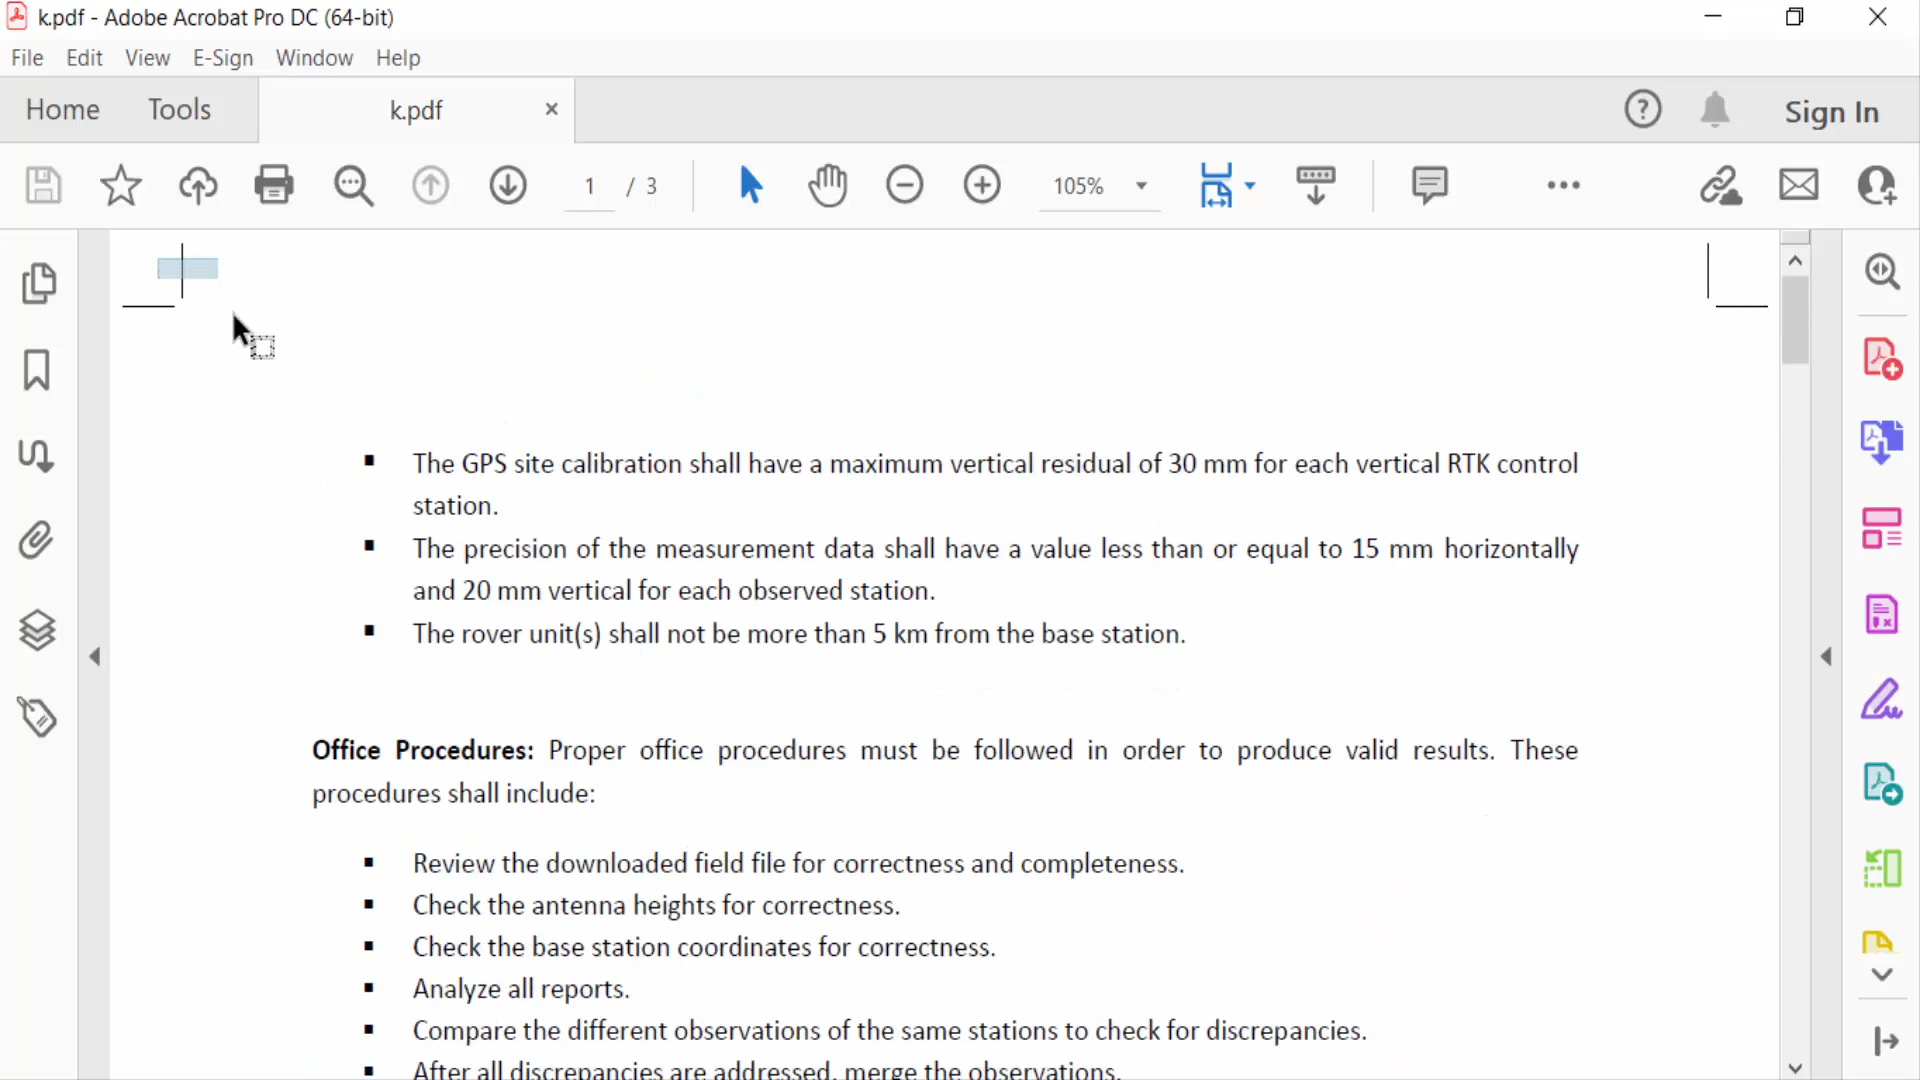 k.pdf - Adobe Acrobat Pro DC (64-bit)
File Edit View E-Sign Window Help
Home Tools k.pdf × Sign In
1 / 3 105%
▪ The GPS site calibration shall have a maximum vertical residual of 30 mm for each vertical RTK control
station.
▪ The precision of the measurement data shall have a value less than or equal to 15 mm horizontally
and 20 mm vertical for each observed station.
▪ The rover unit(s) shall not be more than 5 km from the base station.
Office Procedures: Proper office procedures must be followed in order to produce valid results. These
procedures shall include:
▪ Review the downloaded field file for correctness and completeness.
▪ Check the antenna heights for correctness.
▪ Check the base station coordinates for correctness.
▪ Analyze all reports.
▪ Compare the different observations of the same stations to check for discrepancies.
▪ After all discrepancies are addressed, merge the observations.